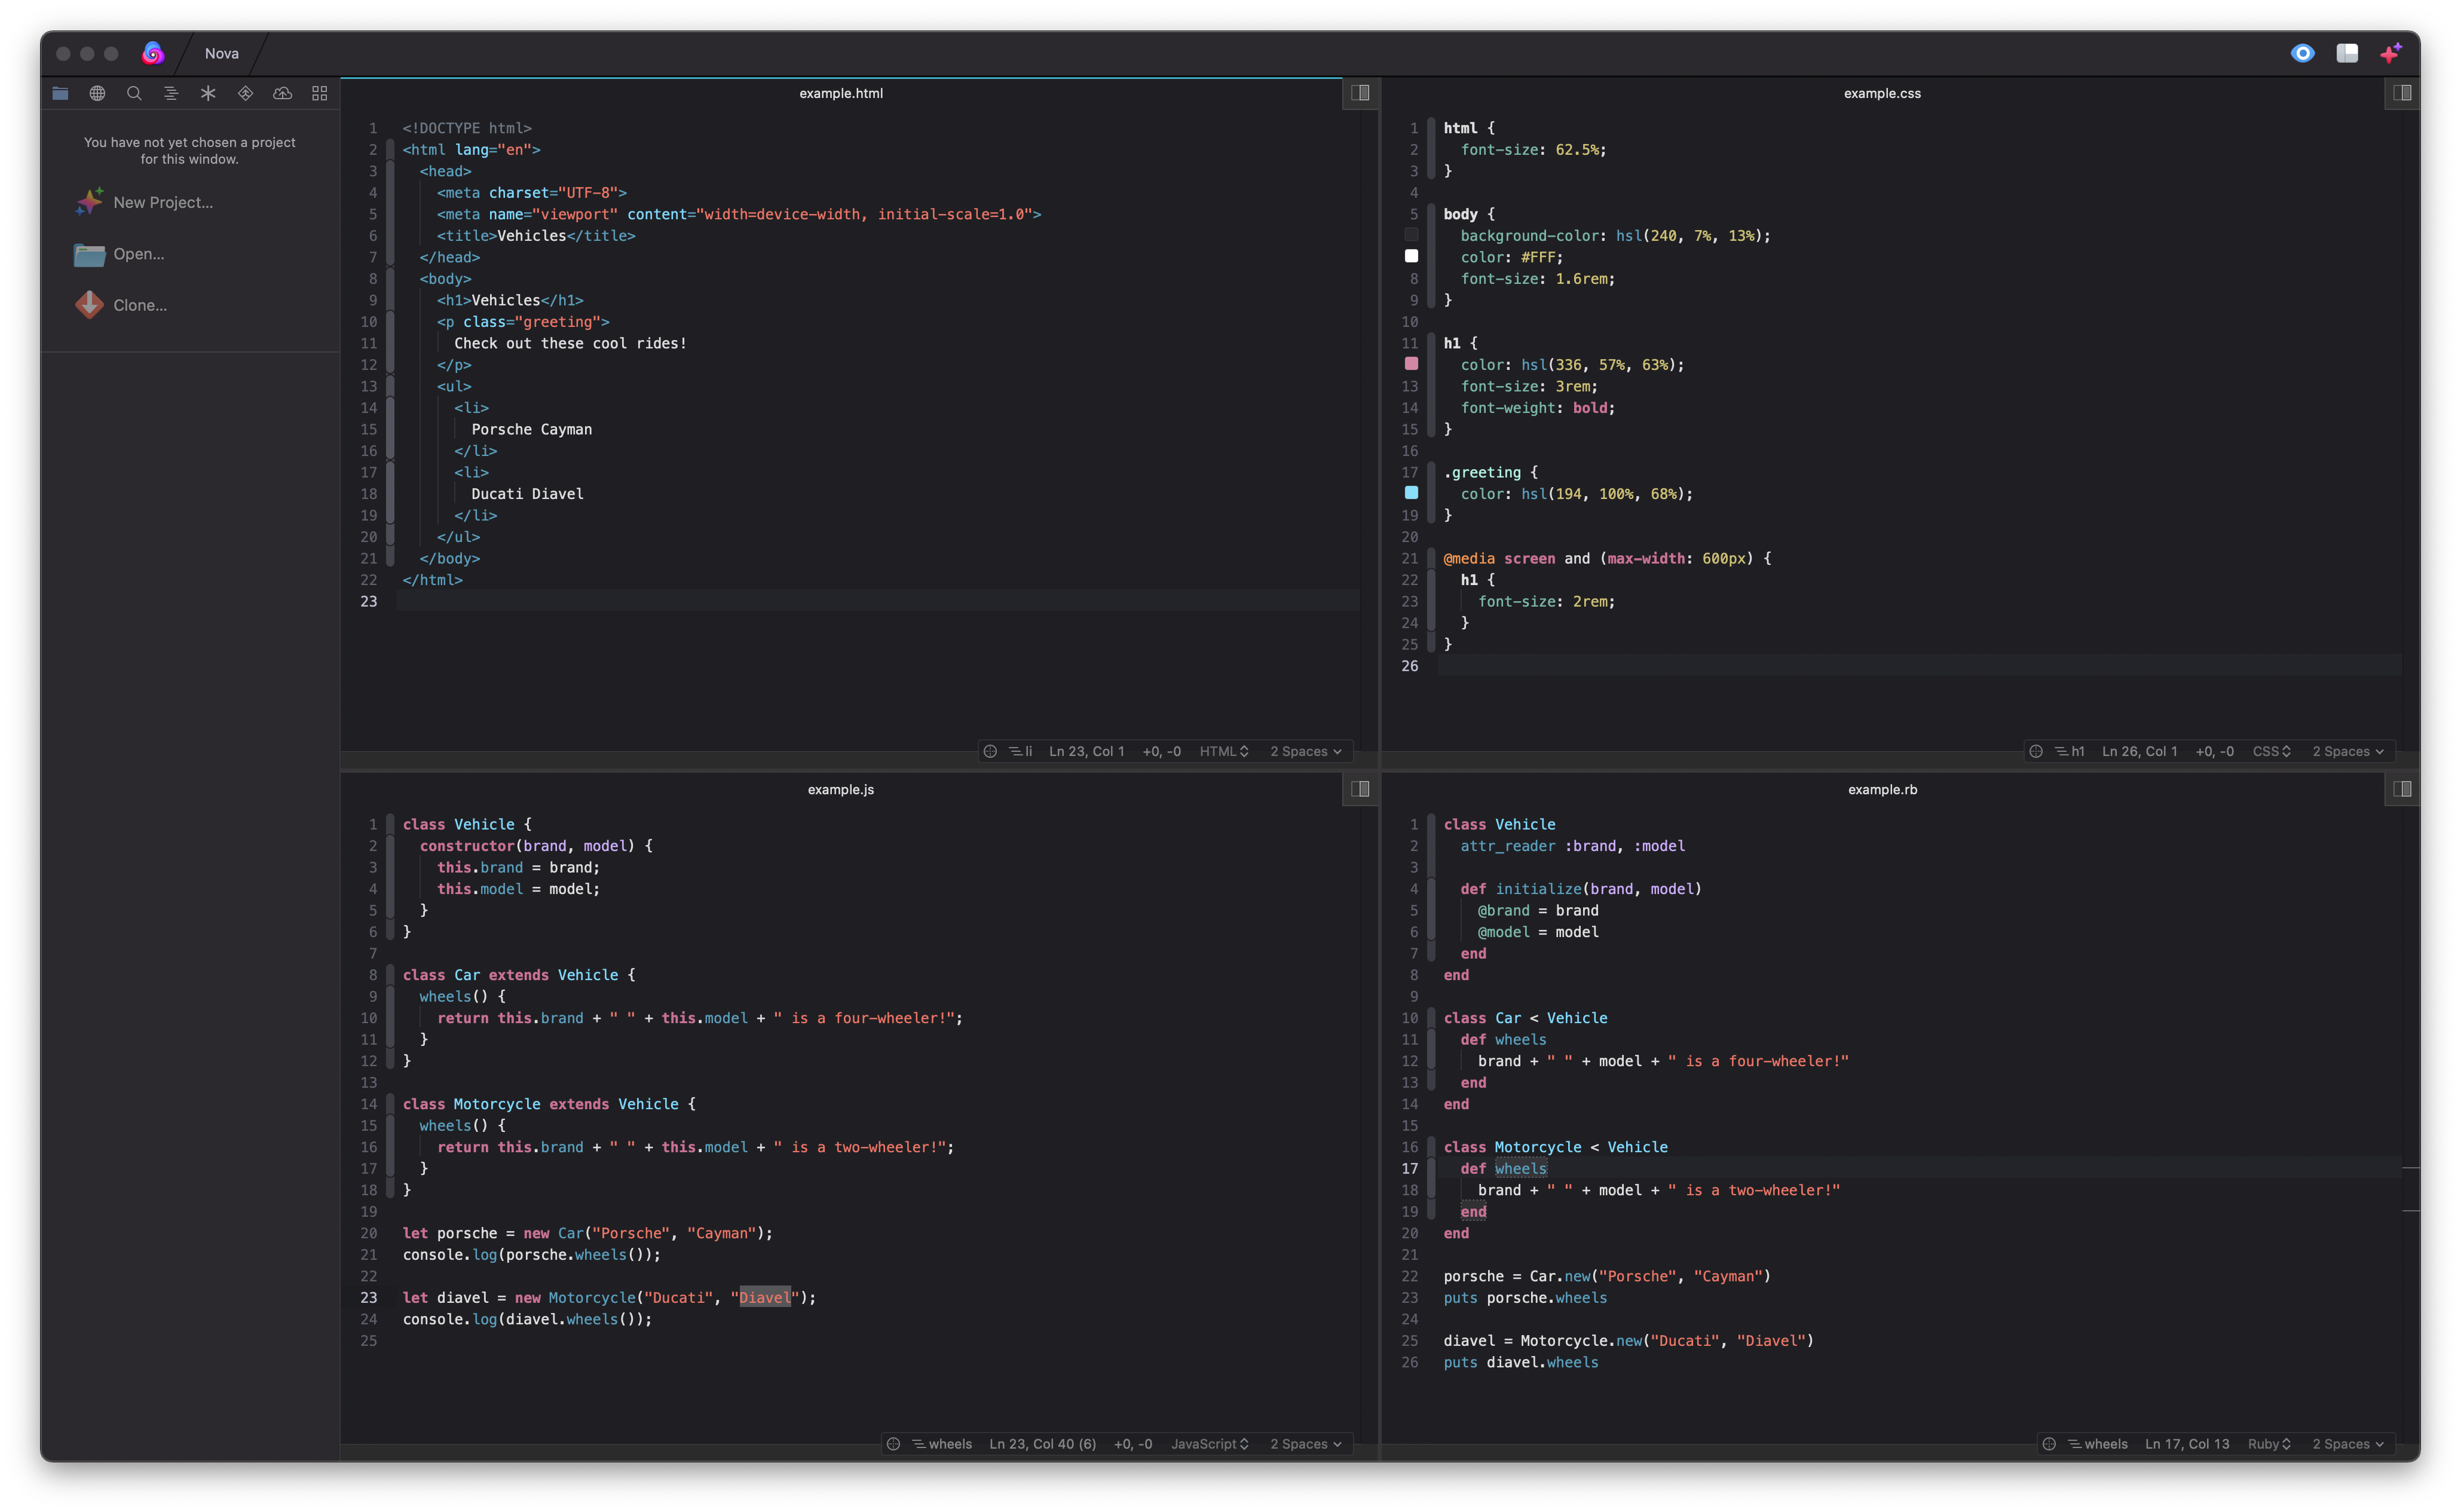 Nova
You have not yet chosen a project
for this window.
New Project...
Open...
Clone...
example.html
1 <!DOCTYPE html>
2 <html lang="en">
3   <head>
4     <meta charset="UTF-8">
5     <meta name="viewport" content="width=device-width, initial-scale=1.0">
6     <title>Vehicles</title>
7   </head>
8   <body>
9     <h1>Vehicles</h1>
10     <p class="greeting">
11       Check out these cool rides!
12     </p>
13     <ul>
14       <li>
15         Porsche Cayman
16       </li>
17       <li>
18         Ducati Diavel
19       </li>
20     </ul>
21   </body>
22 </html>
23
li Ln 23, Col 1 +0, -0 HTML 2 Spaces
example.css
1 html {
2   font-size: 62.5%;
3 }
4
5 body {
  background-color: hsl(240, 7%, 13%);
  color: #FFF;
8   font-size: 1.6rem;
9 }
10
11 h1 {
  color: hsl(336, 57%, 63%);
13   font-size: 3rem;
14   font-weight: bold;
15 }
16
17 .greeting {
  color: hsl(194, 100%, 68%);
19 }
20
21 @media screen and (max-width: 600px) {
22   h1 {
23     font-size: 2rem;
24   }
25 }
26
h1 Ln 26, Col 1 +0, -0 CSS 2 Spaces
example.js
1 class Vehicle {
2   constructor(brand, model) {
3     this.brand = brand;
4     this.model = model;
5   }
6 }
7
8 class Car extends Vehicle {
9   wheels() {
10     return this.brand + " " + this.model + " is a four-wheeler!";
11   }
12 }
13
14 class Motorcycle extends Vehicle {
15   wheels() {
16     return this.brand + " " + this.model + " is a two-wheeler!";
17   }
18 }
19
20 let porsche = new Car("Porsche", "Cayman");
21 console.log(porsche.wheels());
22
23 let diavel = new Motorcycle("Ducati", "Diavel");
24 console.log(diavel.wheels());
25
wheels Ln 23, Col 40 (6) +0, -0 JavaScript 2 Spaces
example.rb
1 class Vehicle
2   attr_reader :brand, :model
3
4   def initialize(brand, model)
5     @brand = brand
6     @model = model
7   end
8 end
9
10 class Car < Vehicle
11   def wheels
12     brand + " " + model + " is a four-wheeler!"
13   end
14 end
15
16 class Motorcycle < Vehicle
17   def wheels
18     brand + " " + model + " is a two-wheeler!"
19   end
20 end
21
22 porsche = Car.new("Porsche", "Cayman")
23 puts porsche.wheels
24
25 diavel = Motorcycle.new("Ducati", "Diavel")
26 puts diavel.wheels
wheels Ln 17, Col 13 Ruby 2 Spaces